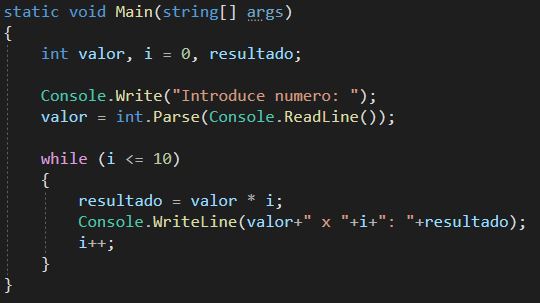 static void Main(string[] args)
{
    int valor, i = 0, resultado;
    Console.Write("Introduce numero: ");
    valor = int.Parse(Console.ReadLine());
    while (i <= 10)
    {
        resultado = valor * i;
        Console.WriteLine(valor+" x "+i+": "+resultado);
        i++;
    }
}